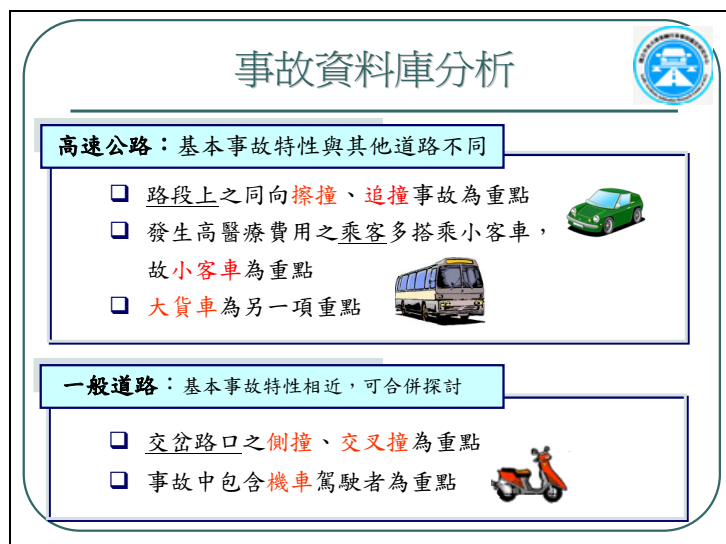 事故資料庫分析
高速公路：基本事故特性與其他道路不同
路段上之同向擦撞、追撞事故為重點
發生高醫療費用之乘客多搭乘小客車，
故小客車為重點
大貨車為另一項重點
一般道路：基本事故特性相近，可合併探討
交岔路口之側撞、交叉撞為重點
事故中包含機車駕駛者為重點